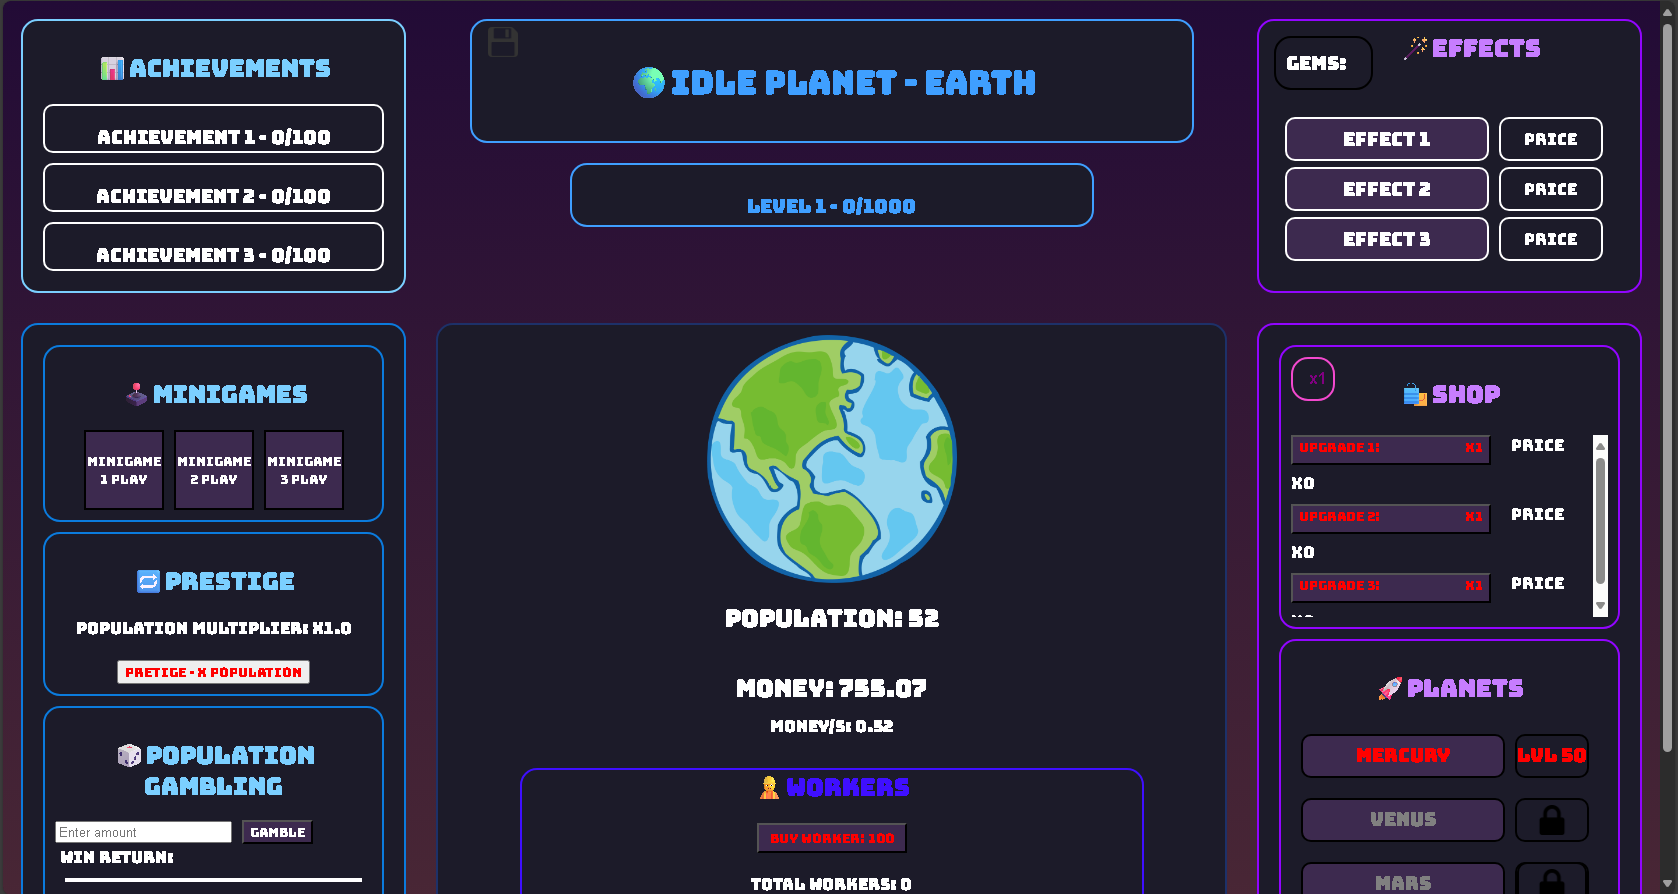 ACHIEVEMENTS
ACHIEVEMENT 1 - 0/100
ACHIEVEMENT 2 - 0/100
ACHIEVEMENT 3 - 0/100
IDLE PLANET - EARTH
LEVEL 1 - 0/1000
GEMS:
EFFECTS
EFFECT 1 PRICE
EFFECT 2 PRICE
EFFECT 3 PRICE
MINIGAMES
MINIGAME
1 PLAY
MINIGAME
2 PLAY
MINIGAME
3 PLAY
PRESTIGE
POPULATION MULTIPLIER: X1.0
PRETIGE - X POPULATION
POPULATION
GAMBLING
Enter amount GAMBLE
WIN RETURN:
POPULATION: 52
MONEY: 755.07
MONEY/S: 0.52
WORKERS
BUY WORKER: 100
TOTAL WORKERS: 0
x1
SHOP
UPGRADE 1: X1 PRICE
X0
UPGRADE 2: X1 PRICE
X0
UPGRADE 3: X1 PRICE
PLANETS
MERCURY LVL 50
VENUS
MARS